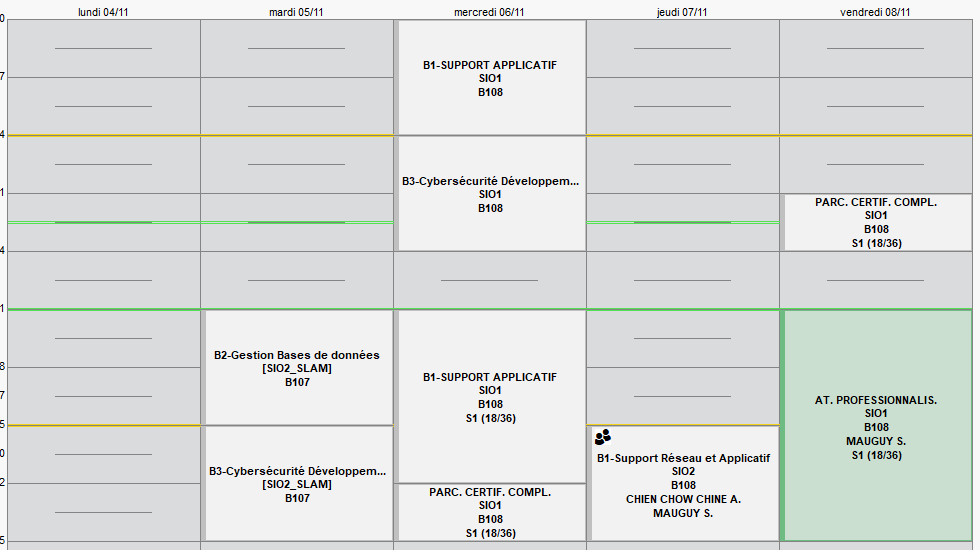 lundi 04/11
mardi 05/11
mercredi 06/11
jeudi 07/11
vendredi 08/11
0
7
4
1
4
1
8
7
5
0
2
5
B1-SUPPORT APPLICATIF
SIO1
B108
B3-Cybersécurité Développem...
SIO1
B108
PARC. CERTIF. COMPL.
SIO1
B108
S1 (18/36)
B2-Gestion Bases de données
[SIO2_SLAM]
B107
B1-SUPPORT APPLICATIF
SIO1
B108
S1 (18/36)
AT. PROFESSIONNALIS.
SIO1
B108
MAUGUY S.
S1 (18/36)
B3-Cybersécurité Développem...
[SIO2_SLAM]
B107
B1-Support Réseau et Applicatif
SIO2
B108
CHIEN CHOW CHINE A.
MAUGUY S.
PARC. CERTIF. COMPL.
SIO1
B108
S1 (18/36)